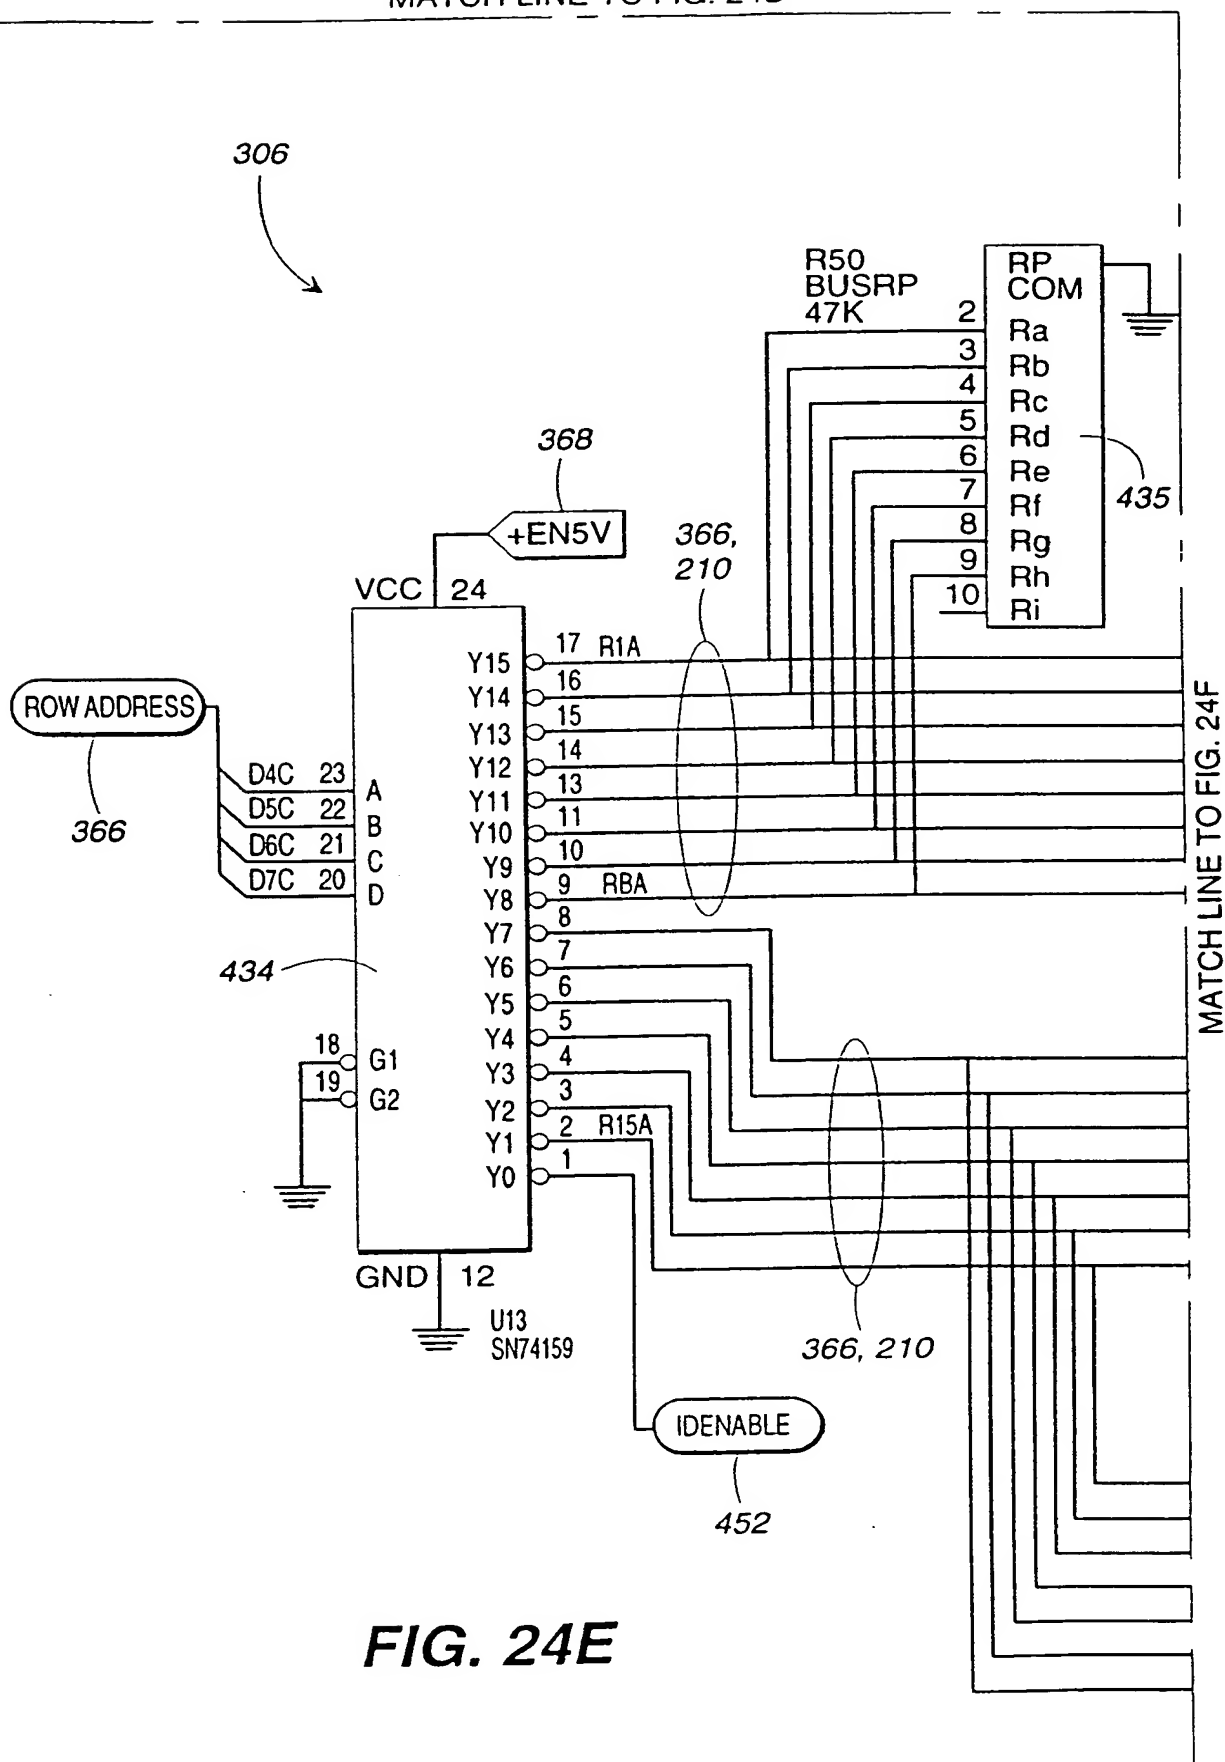 306
R50
BUSRP
47K
RP
COM
2 Ra
3 Rb
4 Rc
5 Rd
6 Re
7 Rf
8 Rg
9 Rh
10 Ri
435
368
+EN5V
366,
210
VCC 24
Y15 17 R1A
Y14 16
Y13 15
Y12 14
Y11 13
Y10 11
Y9 10
Y8 9 RBA
Y7 8
Y6 7
Y5 6
Y4 5
Y3 4
Y2 3
Y1 2 R15A
Y0 1
ROW ADDRESS
366
D4C 23 A
D5C 22 B
D6C 21 C
D7C 20 D
434
18 G1
19 G2
GND 12
U13
SN74159
366, 210
IDENABLE
452
MATCH LINE TO FIG. 24F
FIG. 24E